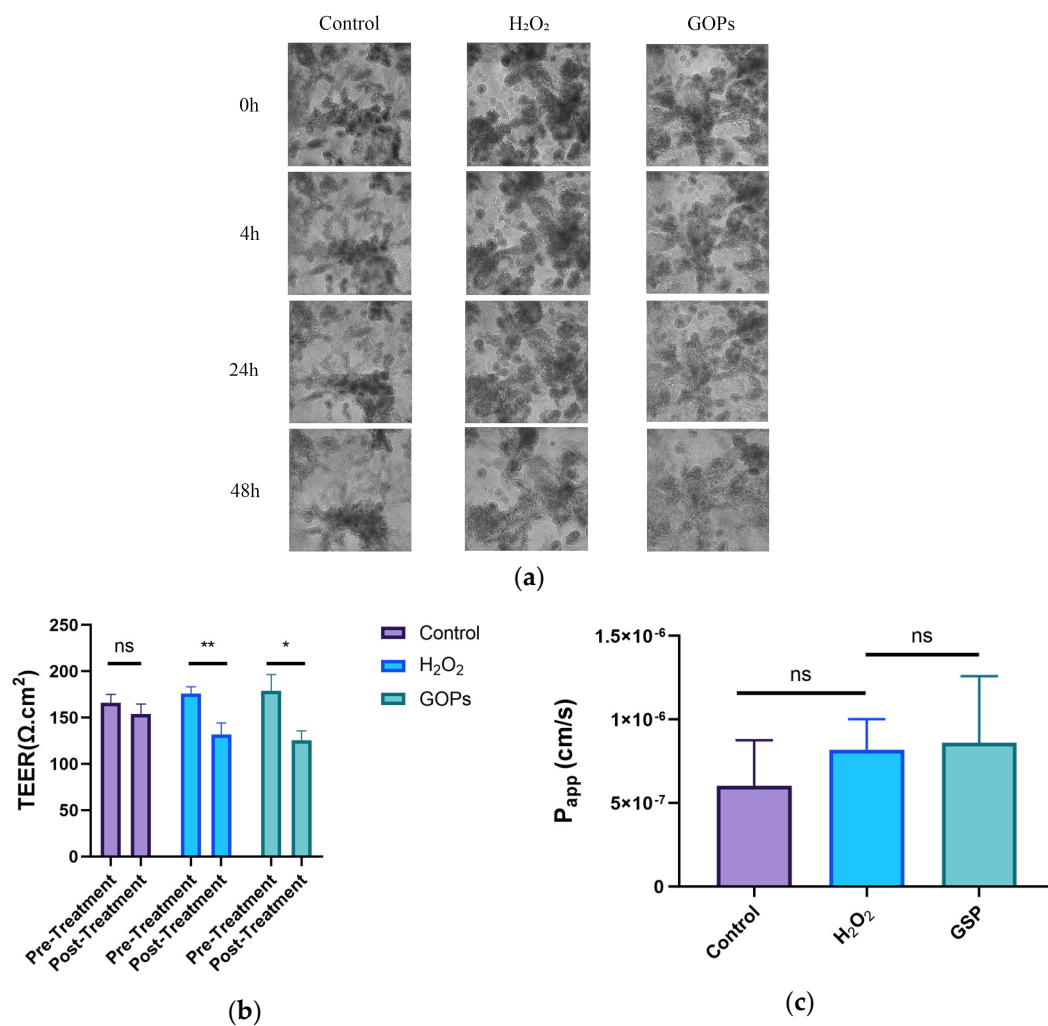 Control H₂O₂ GOPs
0h
4h
24h
48h
(a)
250
200
150
100
50
0
TEER(Ω.cm²)
ns ** *
Pre-Treatment
Post-Treatment
Pre-Treatment
Post-Treatment
Pre-Treatment
Post-Treatment
Control
H₂O₂
GOPs
(b)
1.5×10⁻⁶
1×10⁻⁶
5×10⁻⁷
0
Papp (cm/s)
ns
ns
Control
H₂O₂
GSP
(c)